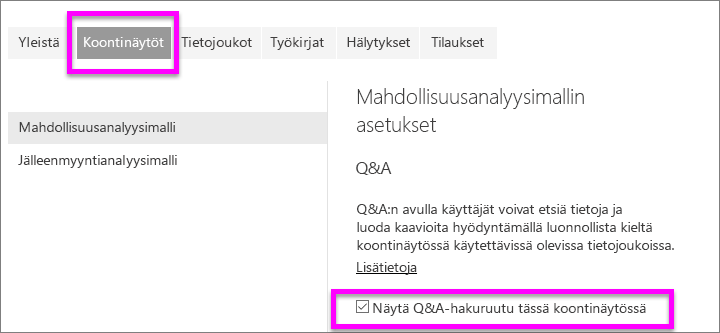 Yleistä Koontinäytöt Tietojoukot Työkirjat Hälytykset Tilaukset
Mahdollisuusanalyysimalli
Jälleenmyyntianalyysimalli
Mahdollisuusanalyysimallin
asetukset
Q&A
Q&A:n avulla käyttäjät voivat etsiä tietoja ja
luoda kaavioita hyödyntämällä luonnollista kieltä
koontinäytössä käytettävissä olevissa tietojoukoissa.
Lisätietoja
Näytä Q&A-hakuruutu tässä koontinäytössä